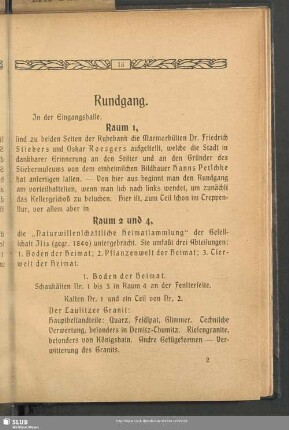 18
Rundgang.
In der Eingangshalle,
Raum 1,
sind zu beiden Seiten der Ruhebank die Marmorbüsten Dr. Friedrich
Stiebers und Oskar Roesgers aufgestellt, welche die Stadt in
dankbarer Erinnerung an den Stifter und an den Gründer des
Stiebermuseums von dem einheimischen Bildhauer Hanns Petschke
hat anfertigen lassen. — Von hier aus beginnt man den Rundgang
am vorteilhaftesten, wenn man sich nach links wendet, um zunächst
das Kellergeschoß zu besuchen. Hier ist, zum Teil schon im Treppen-
flur, vor allem aber in
Raum 2 und 4,
die „Naturwissenschaftliche Heimatsammlung" der Gesell-
schaft Isis (gegr. 1846) untergebracht. Sie umfaßt drei Abteilungen:
1. Boden der Heimat; 2. Pflanzenwelt der Heimat; 3. Tier-
welt der Heimat.
1. Boden der Heimat.
Schaukästen Nr. 1 bis 5 in Raum 4 an der Fensterseite.
Kasten Nr. 1 und ein Teil von Nr. 2.
Der Lausitzer Granit:
Hauptbestandteile: Quarz, Feldspat, Glimmer. Technische
Verwertung, besonders in Demitz-Thumitz. Riesengranite,
besonders von Königshain. Andre Gefügeformen — Ver-
witterung des Granits.
2
SLUB